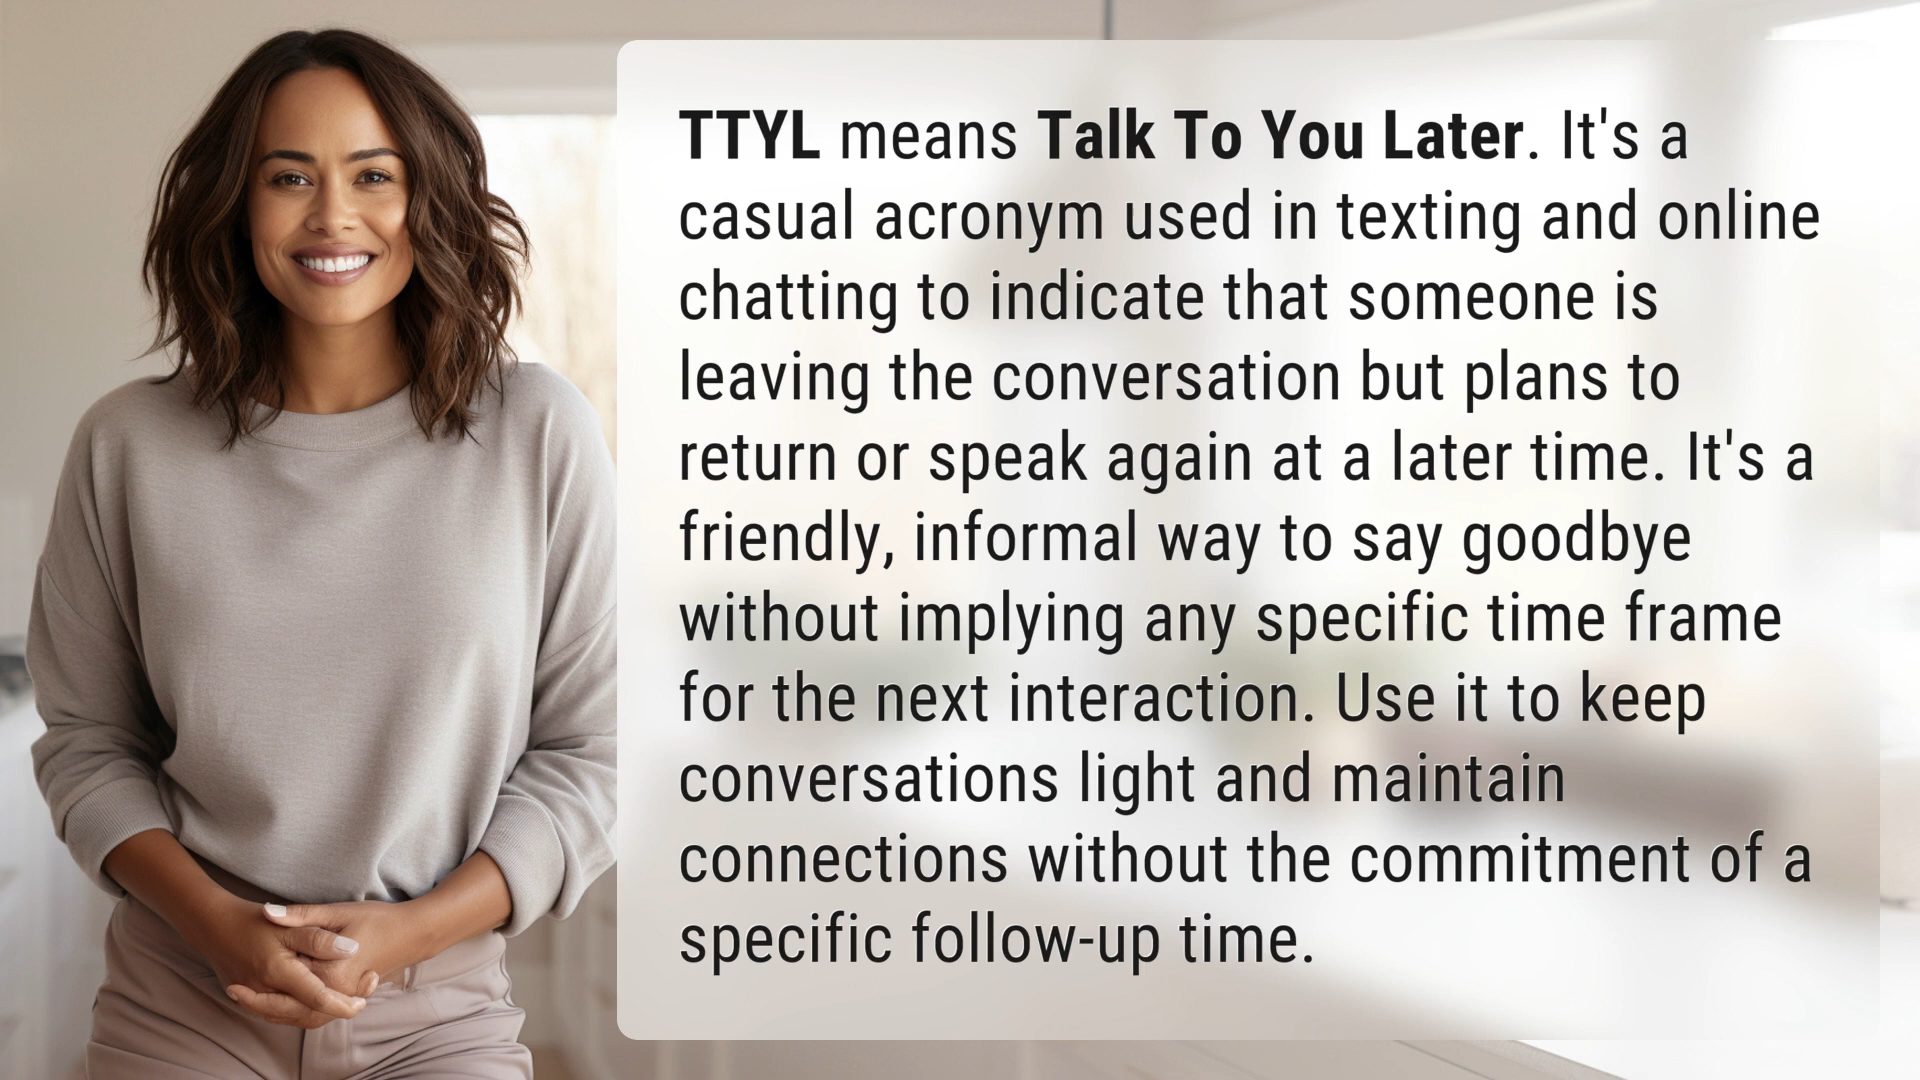 TTYL means Talk To You Later. It's a
casual acronym used in texting and online
chatting to indicate that someone is
leaving the conversation but plans to
return or speak again at a later time. It's a
friendly, informal way to say goodbye
without implying any specific time frame
for the next interaction. Use it to keep
conversations light and maintain
connections without the commitment of a
specific follow-up time.